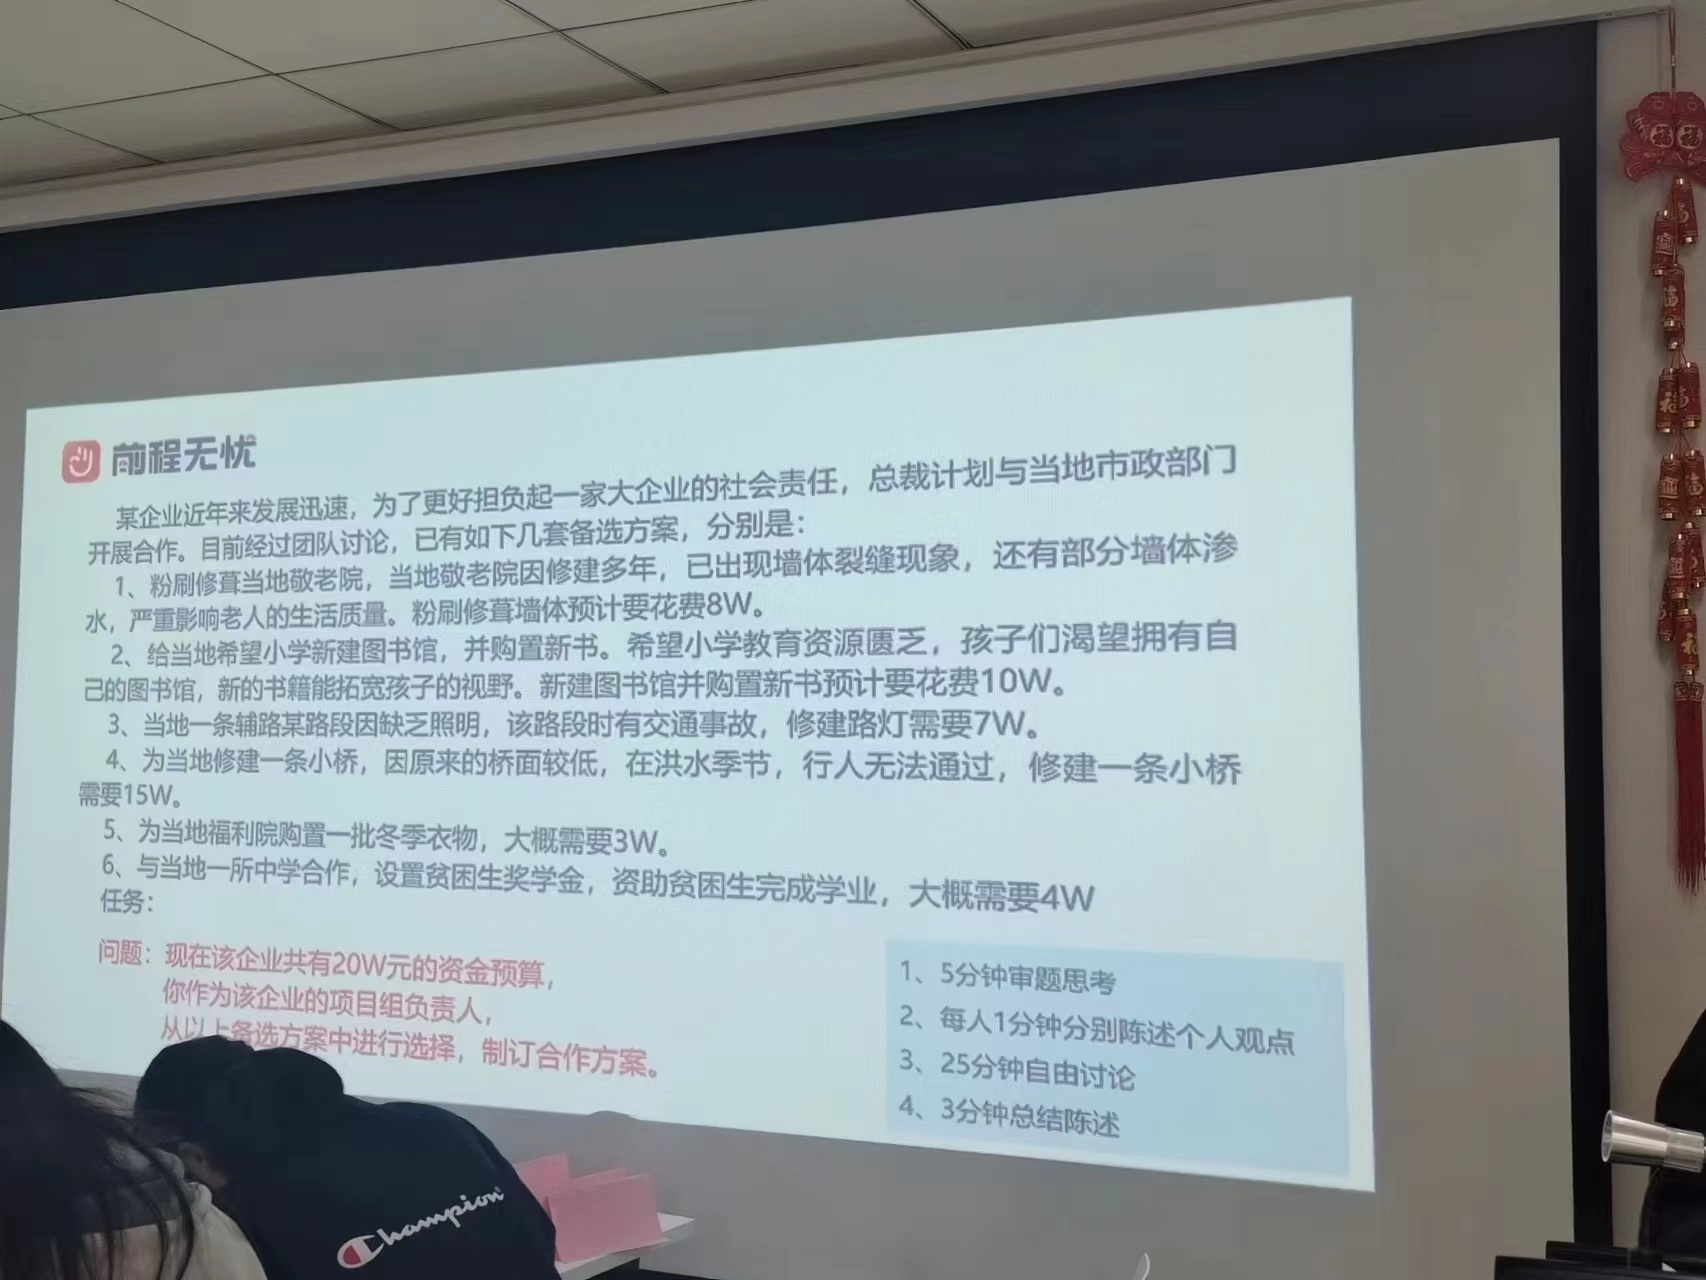 前程无忧
某企业近年来发展迅速，为了更好担负起一家大企业的社会责任，总裁计划与当地市政部门
开展合作。目前经过团队讨论，已有如下几套备选方案，分别是：
1、粉刷修葺当地敬老院，当地敬老院因修建多年，已出现墙体裂缝现象，还有部分墙体渗
水，严重影响老人的生活质量。粉刷修葺墙体预计要花费8W。
2、给当地希望小学新建图书馆，并购置新书。希望小学教育资源匮乏，孩子们渴望拥有自
己的图书馆，新的书籍能拓宽孩子的视野。新建图书馆并购置新书预计要花费10W。
3、当地一条辅路某路段因缺乏照明，该路段时有交通事故，修建路灯需要7W。
4、为当地修建一条小桥，因原来的桥面较低，在洪水季节，行人无法通过，修建一条小桥
需要15W。
5、为当地福利院购置一批冬季衣物，大概需要3W。
6、与当地一所中学合作，设置贫困生奖学金，资助贫困生完成学业，大概需要4W
任务：
问题：现在该企业共有20W元的资金预算，
你作为该企业的项目组负责人，
从以上备选方案中进行选择，制订合作方案。
1、5分钟审题思考
2、每人1分钟分别陈述个人观点
3、25分钟自由讨论
4、3分钟总结陈述
Champion
福
福
福
福